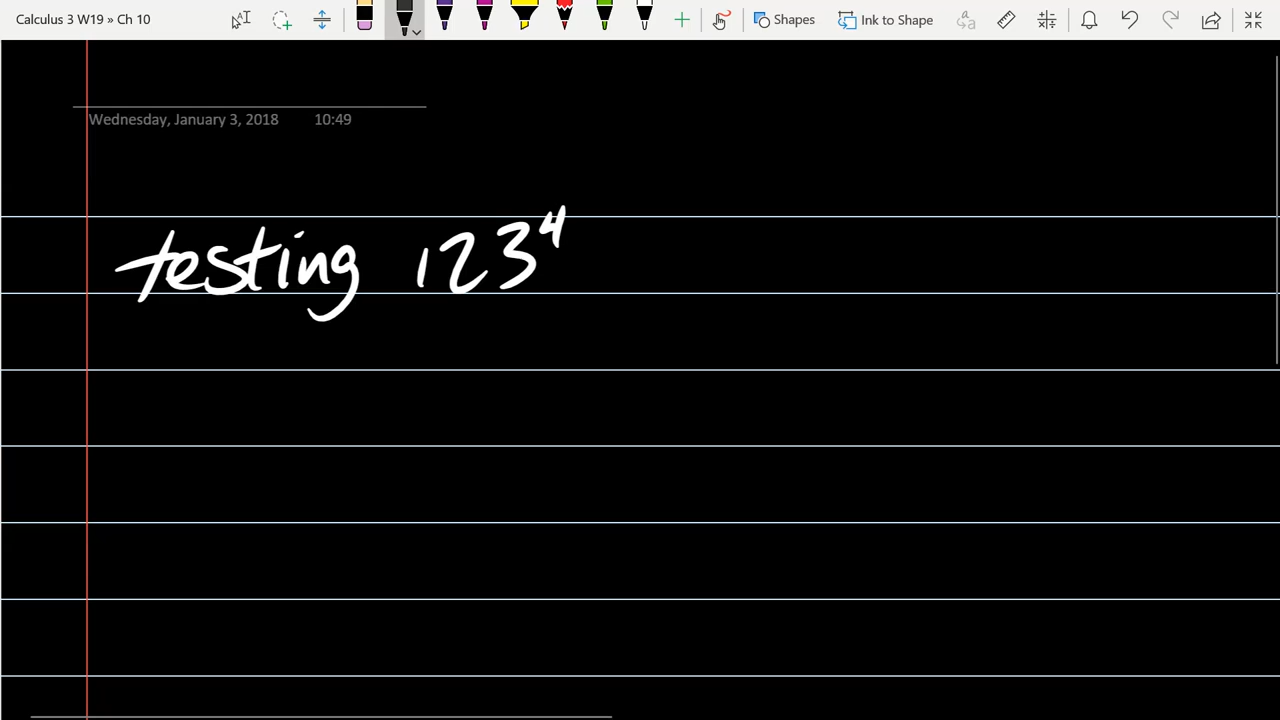 Calculus 3 W19 » Ch 10 Shapes Ink to Shape
Wednesday, January 3, 2018 10:49
testing 123⁴